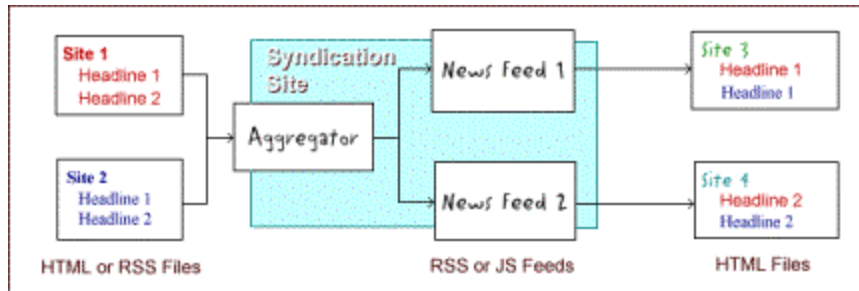 Site 1
Headline 1
Headline 2
Site 2
Headline 1
Headline 2
HTML or RSS Files
Syndication
Site
Aggregator
News Feed 1
News Feed 2
RSS or JS Feeds
Site 3
Headline 1
Headline 1
Site 4
Headline 2
Headline 2
HTML Files